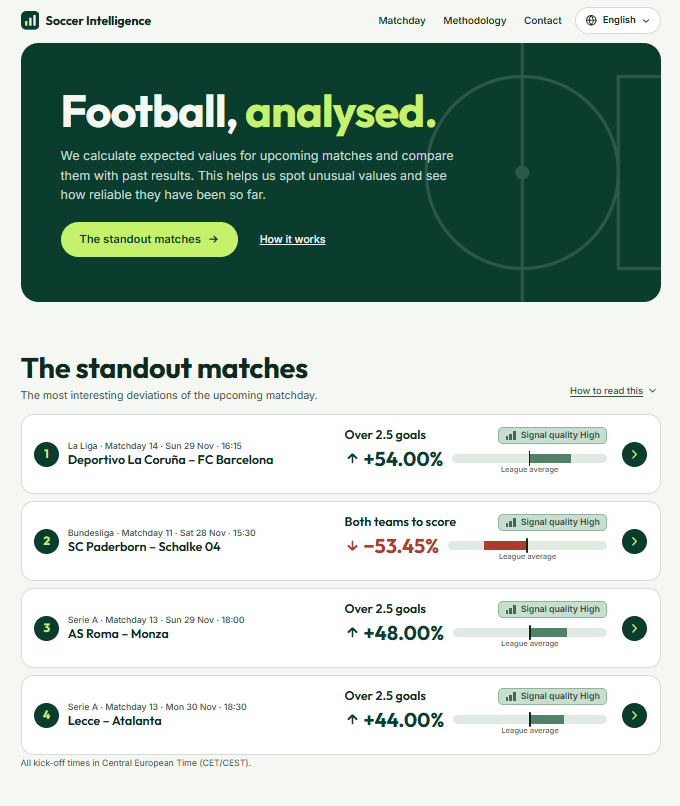 Soccer Intelligence
Matchday
Methodology
Contact
English
Football, analysed.
We calculate expected values for upcoming matches and compare
them with past results. This helps us spot unusual values and see
how reliable they have been so far.
The standout matches →
How it works
The standout matches
The most interesting deviations of the upcoming matchday.
How to read this
1
La Liga · Matchday 14 · Sun 29 Nov · 16:15
Deportivo La Coruña – FC Barcelona
Over 2.5 goals
Signal quality High
↑ +54.00%
League average
2
Bundesliga · Matchday 11 · Sat 28 Nov · 15:30
SC Paderborn – Schalke 04
Both teams to score
Signal quality High
↓ −53.45%
League average
3
Serie A · Matchday 13 · Sun 29 Nov · 18:00
AS Roma – Monza
Over 2.5 goals
Signal quality High
↑ +48.00%
League average
4
Serie A · Matchday 13 · Mon 30 Nov · 18:30
Lecce – Atalanta
Over 2.5 goals
Signal quality High
↑ +44.00%
League average
All kick-off times in Central European Time (CET/CEST).